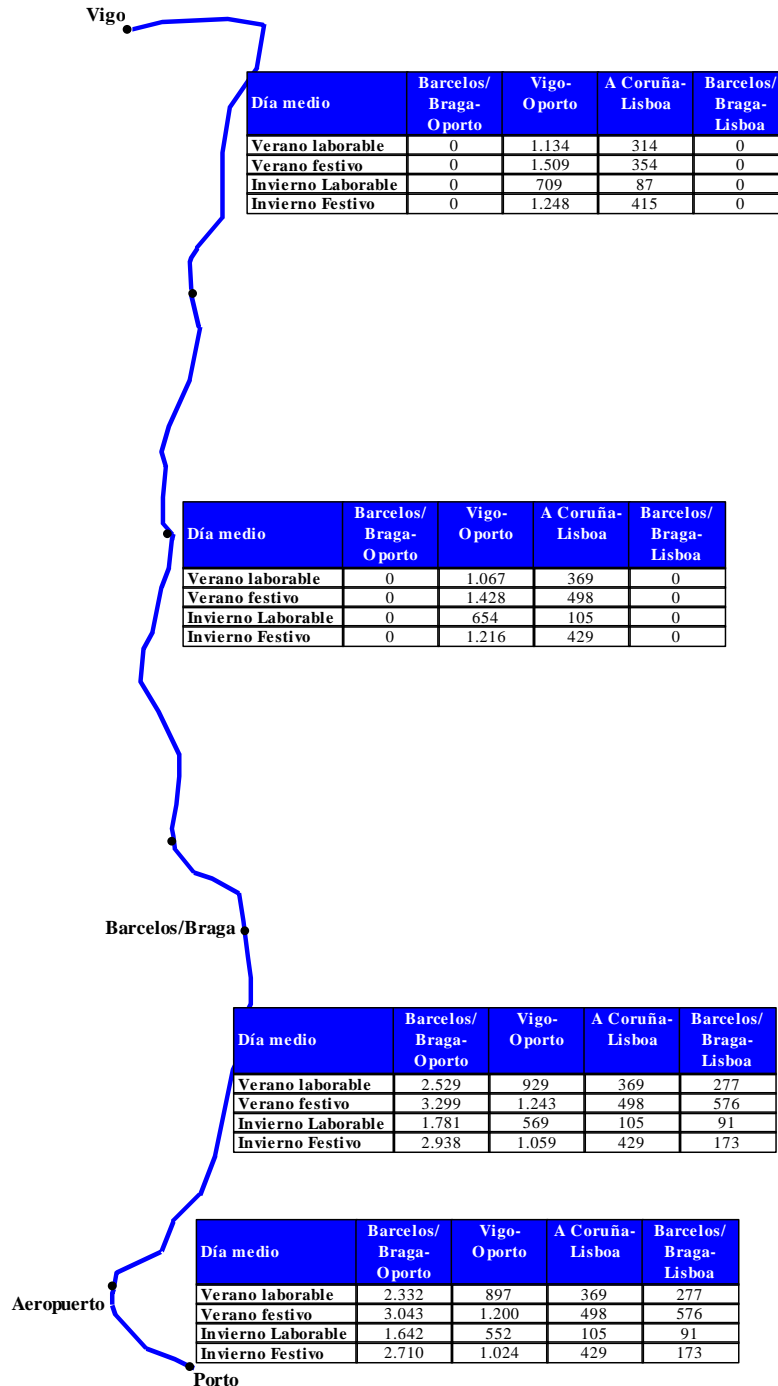 Vigo
Día medio Barcelos/ Braga- Oporto Vigo- Oporto A Coruña- Lisboa Barcelos/ Braga- Lisboa
Verano laborable 0 1.134 314 0
Verano festivo 0 1.509 354 0
Invierno Laborable 0 709 87 0
Invierno Festivo 0 1.248 415 0
Día medio Barcelos/ Braga- Oporto Vigo- Oporto A Coruña- Lisboa Barcelos/ Braga- Lisboa
Verano laborable 0 1.067 369 0
Verano festivo 0 1.428 498 0
Invierno Laborable 0 654 105 0
Invierno Festivo 0 1.216 429 0
Barcelos/Braga
Día medio Barcelos/ Braga- Oporto Vigo- Oporto A Coruña- Lisboa Barcelos/ Braga- Lisboa
Verano laborable 2.529 929 369 277
Verano festivo 3.299 1.243 498 576
Invierno Laborable 1.781 569 105 91
Invierno Festivo 2.938 1.059 429 173
Día medio Barcelos/ Braga- Oporto Vigo- Oporto A Coruña- Lisboa Barcelos/ Braga- Lisboa
Verano laborable 2.332 897 369 277
Verano festivo 3.043 1.200 498 576
Invierno Laborable 1.642 552 105 91
Invierno Festivo 2.710 1.024 429 173
Aeropuerto
Porto